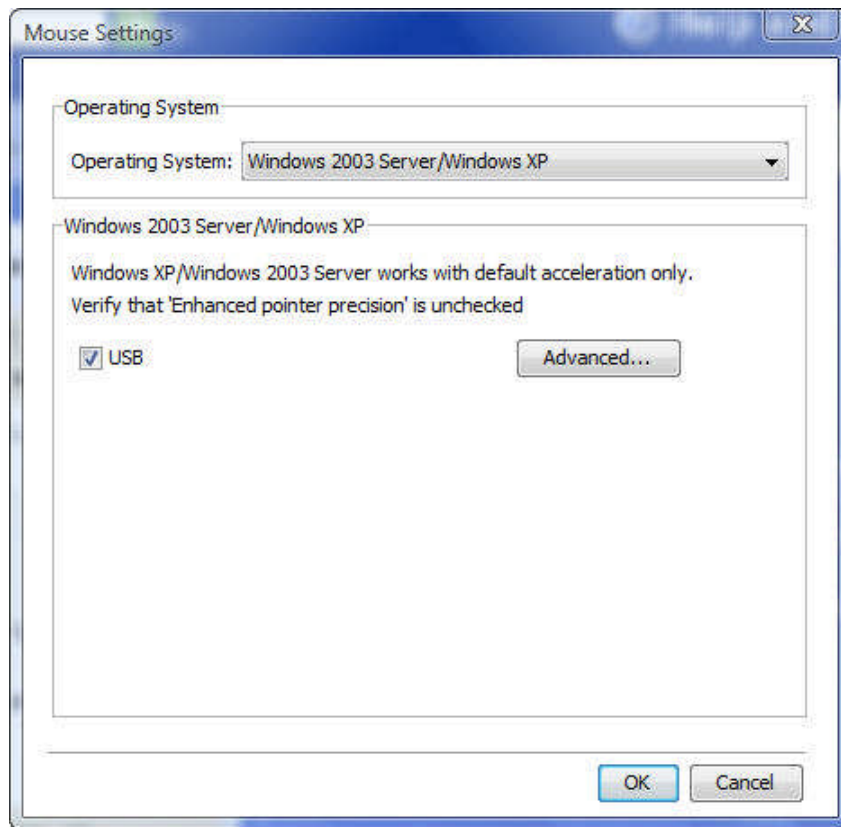 Mouse Settings
Operating System
Operating System: Windows 2003 Server/Windows XP
Windows 2003 Server/Windows XP
Windows XP/Windows 2003 Server works with default acceleration only.
Verify that 'Enhanced pointer precision' is unchecked
USB Advanced...
OK Cancel